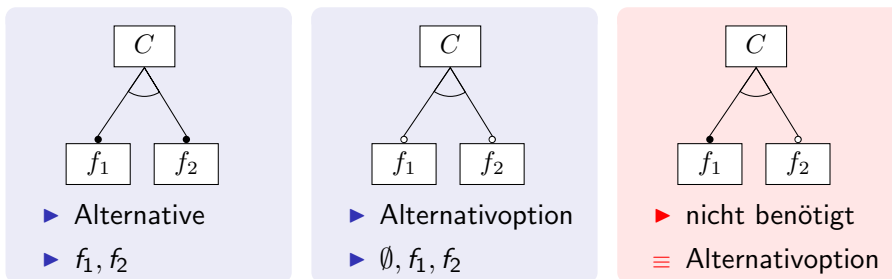 C
f₁ f₂
▶ Alternative
▶ f₁, f₂
C
f₁ f₂
▶ Alternativoption
▶ ∅, f₁, f₂
C
f₁ f₂
▶ nicht benötigt
≡ Alternativoption